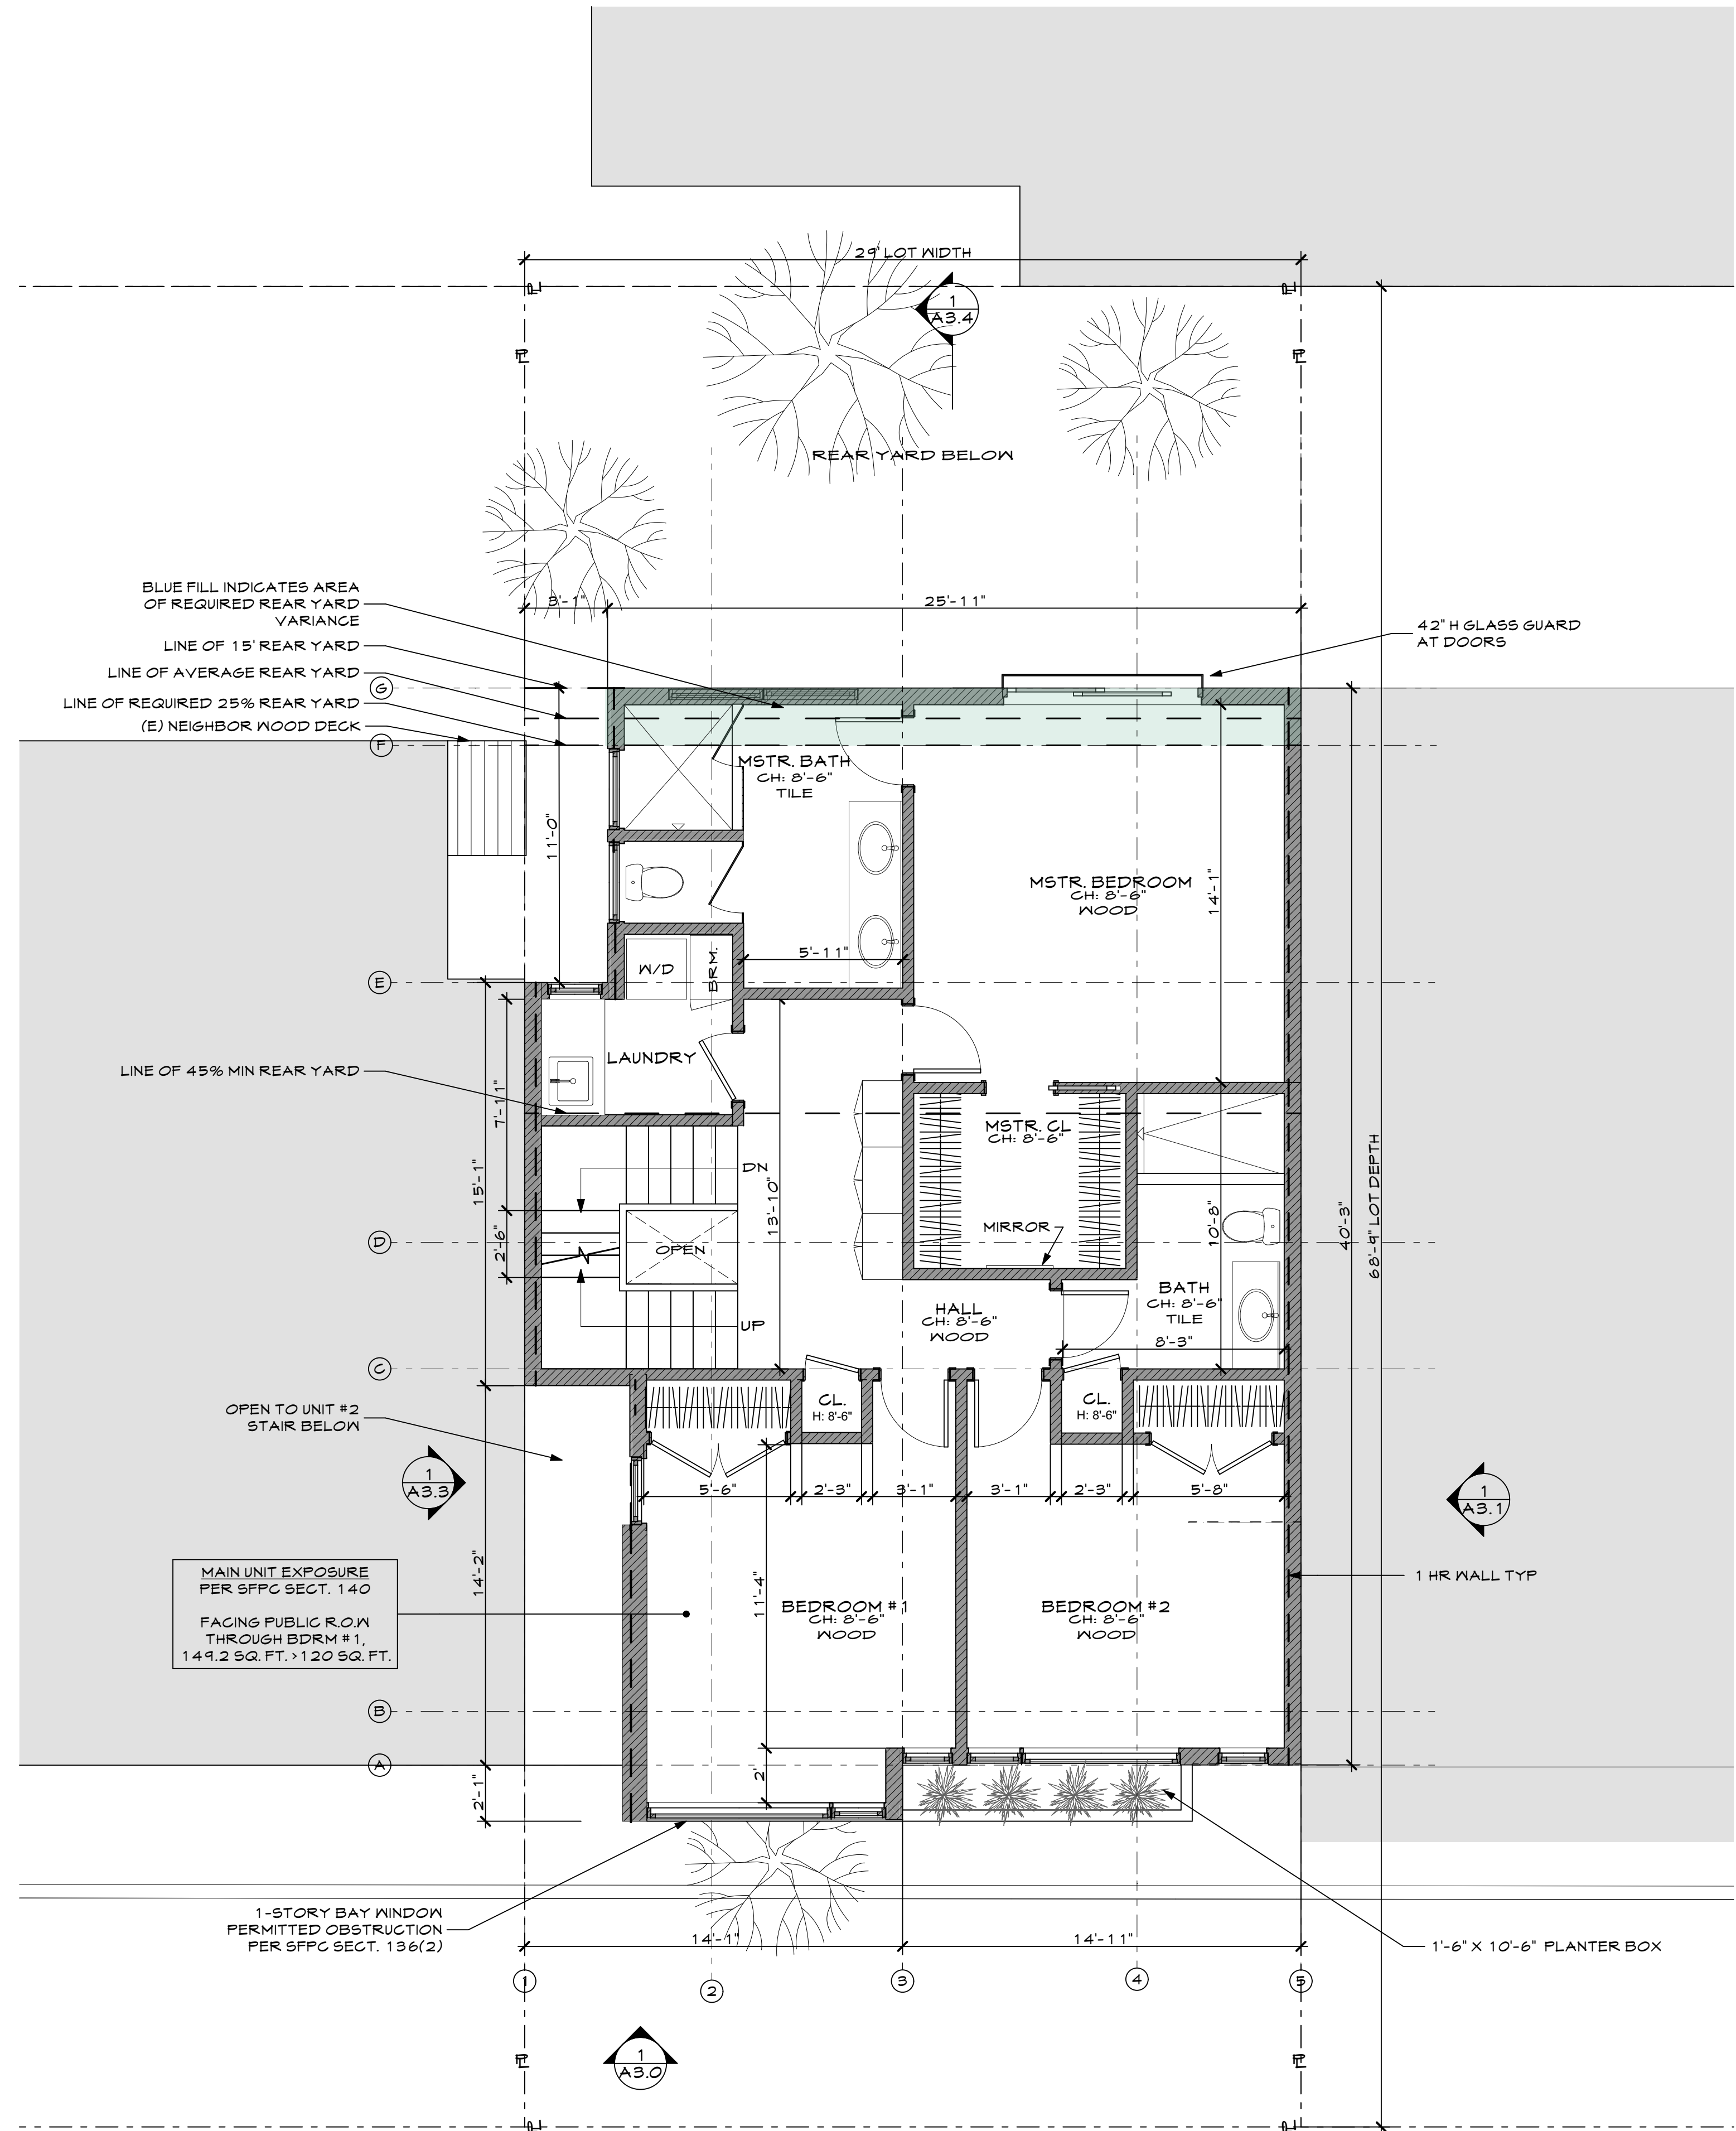 29' LOT WIDTH
PL
PL
1
A3.4
PL
PL
REAR YARD BELOW
BLUE FILL INDICATES AREA
OF REQUIRED REAR YARD
VARIANCE
3'-1"
25'-11"
42" H GLASS GUARD
AT DOORS
LINE OF 15' REAR YARD
LINE OF AVERAGE REAR YARD
G
LINE OF REQUIRED 25% REAR YARD
(E) NEIGHBOR WOOD DECK
F
MSTR. BATH
CH: 8'-6"
TILE
11'-0"
MSTR. BEDROOM
CH: 8'-6"
WOOD
14'-1"
5'-11"
W/D
BRM.
E
LAUNDRY
LINE OF 45% MIN REAR YARD
7'-11"
15'-1"
MSTR. CL
CH: 8'-6"
DN
13'-10"
MIRROR
10'-8"
40'-3"
68'-9" LOT DEPTH
D
2'-6"
OPEN
BATH
CH: 8'-6"
TILE
HALL
CH: 8'-6"
WOOD
UP
8'-3"
C
CL.
H: 8'-6"
CL.
H: 8'-6"
OPEN TO UNIT #2
STAIR BELOW
1
A3.3
5'-6"
2'-3"
3'-1"
3'-1"
2'-3"
5'-8"
1
A3.1
14'-2"
MAIN UNIT EXPOSURE
PER SFPC SECT. 140
FACING PUBLIC R.O.W
THROUGH BDRM #1,
149.2 SQ. FT. >120 SQ. FT.
11'-4"
BEDROOM #1
CH: 8'-6"
WOOD
BEDROOM #2
CH: 8'-6"
WOOD
1 HR WALL TYP
B
A
2'
2'-1"
1-STORY BAY WINDOW
PERMITTED OBSTRUCTION
PER SFPC SECT. 136(2)
14'-1"
14'-11"
1'-6" X 10'-6" PLANTER BOX
1
2
3
4
5
PL
PL
1
A3.0
PL
PL